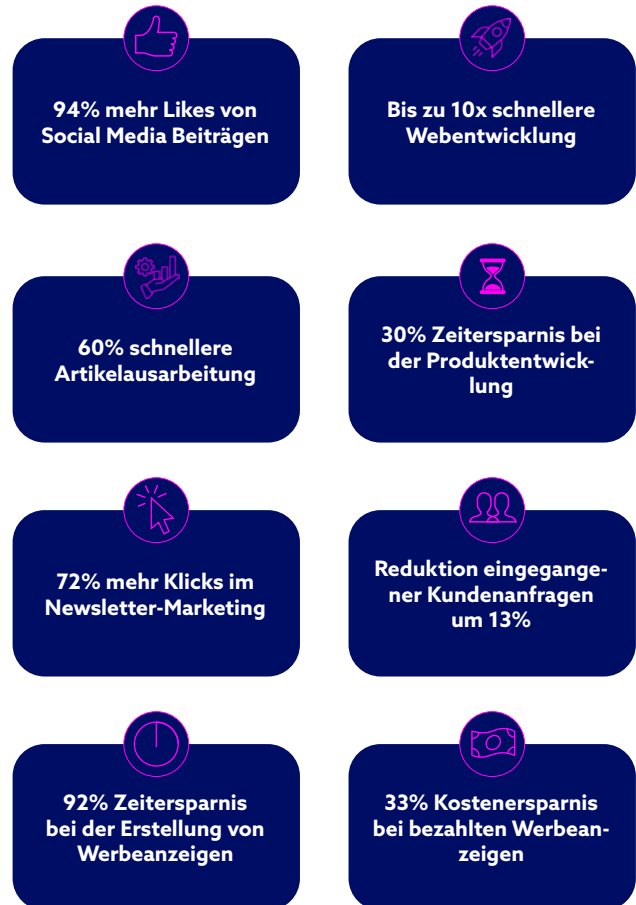 94% mehr Likes von
Social Media Beiträgen
Bis zu 10x schnellere
Webentwicklung
60% schnellere
Artikelausarbeitung
30% Zeitersparnis bei
der Produktentwick-
lung
72% mehr Klicks im
Newsletter-Marketing
Reduktion eingegange-
ner Kundenanfragen
um 13%
92% Zeitersparnis
bei der Erstellung von
Werbeanzeigen
33% Kostenersparnis
bei bezahlten Werbean-
zeigen